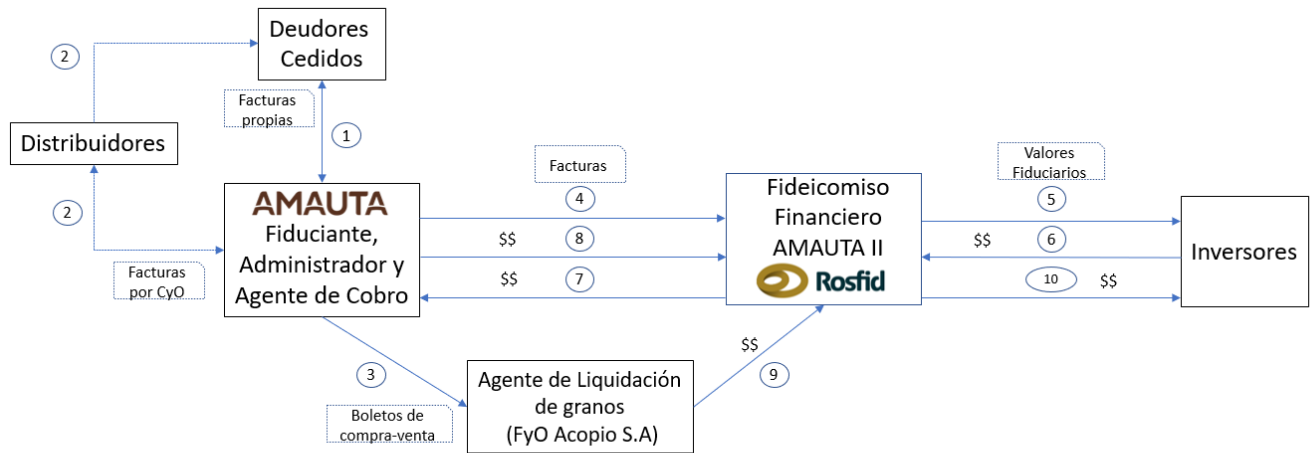 Deudores
Cedidos
2
Facturas
propias
1
Distribuidores
2
Facturas
por CyO
AMAUTA
Fiduciante,
Administrador y
Agente de Cobro
Facturas
4
$$
8
$$
7
Fideicomiso
Financiero
AMAUTA II
Rosfid
Valores
Fiduciarios
5
$$
6
10
$$
Inversores
3
Boletos de
compra-venta
Agente de Liquidación
de granos
(FyO Acopio S.A)
$$
9